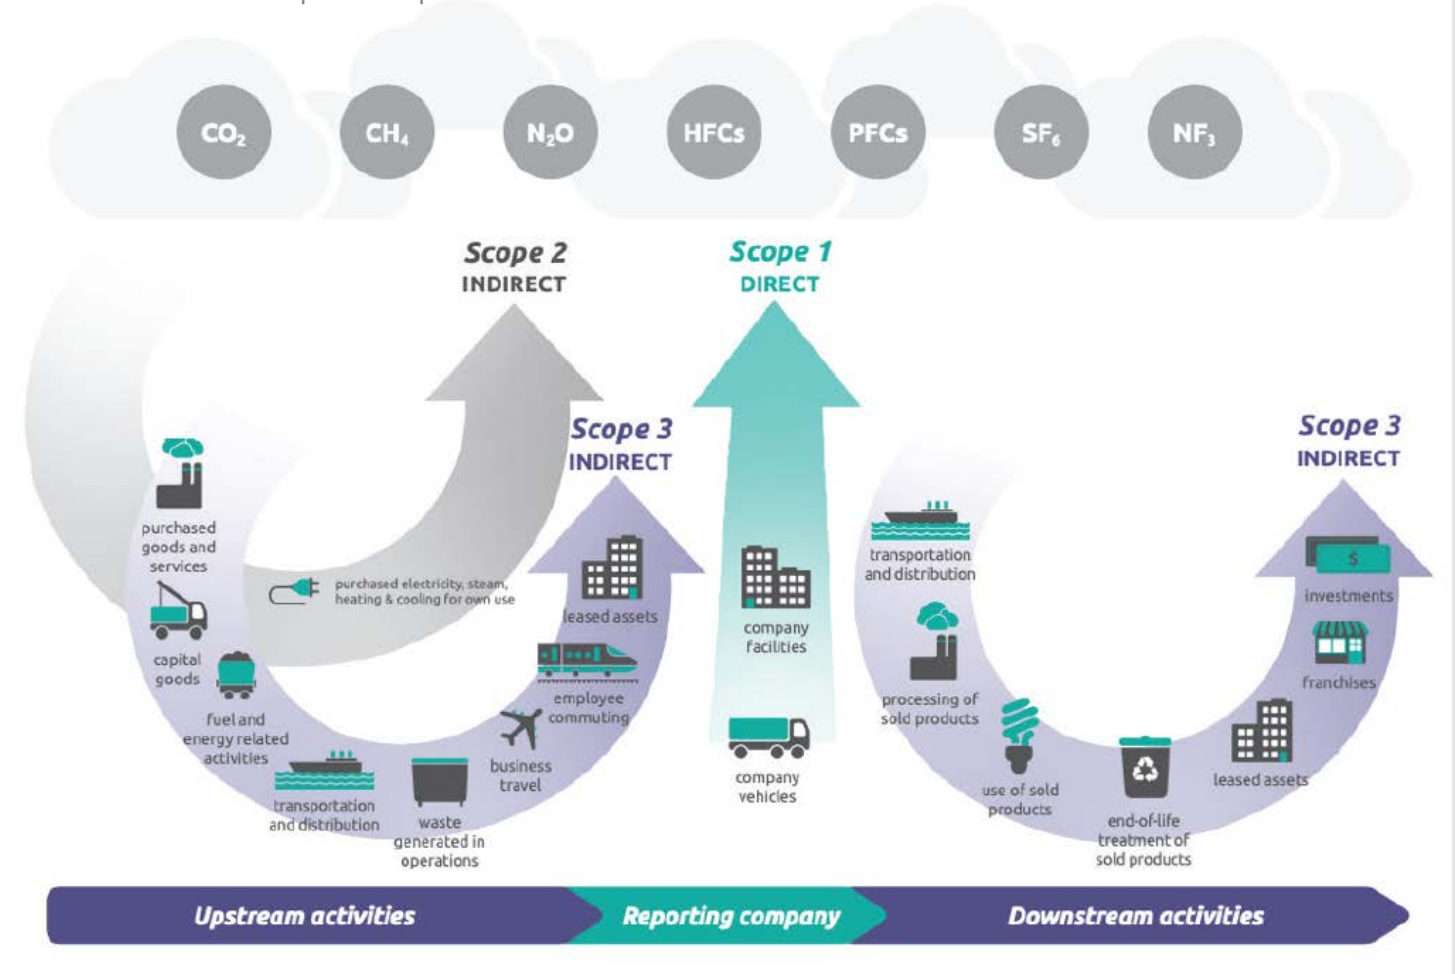 CO₂
CH₄
N₂O
HFCs
PFCs
SF₆
NF₃
Scope 2
INDIRECT
Scope 1
DIRECT
Scope 3
INDIRECT
Scope 3
INDIRECT
purchased
goods and
services
capital
goods
fuel and
energy related
activities
purchased electricity, steam,
heating & cooling for own use
transportation
and distribution
waste
generated in
operations
business
travel
employee
commuting
leased assets
company
facilities
company
vehicles
transportation
and distribution
processing of
sold products
use of sold
products
end-of-life
treatment of
sold products
leased assets
franchises
$
investments
Upstream activities
Reporting company
Downstream activities